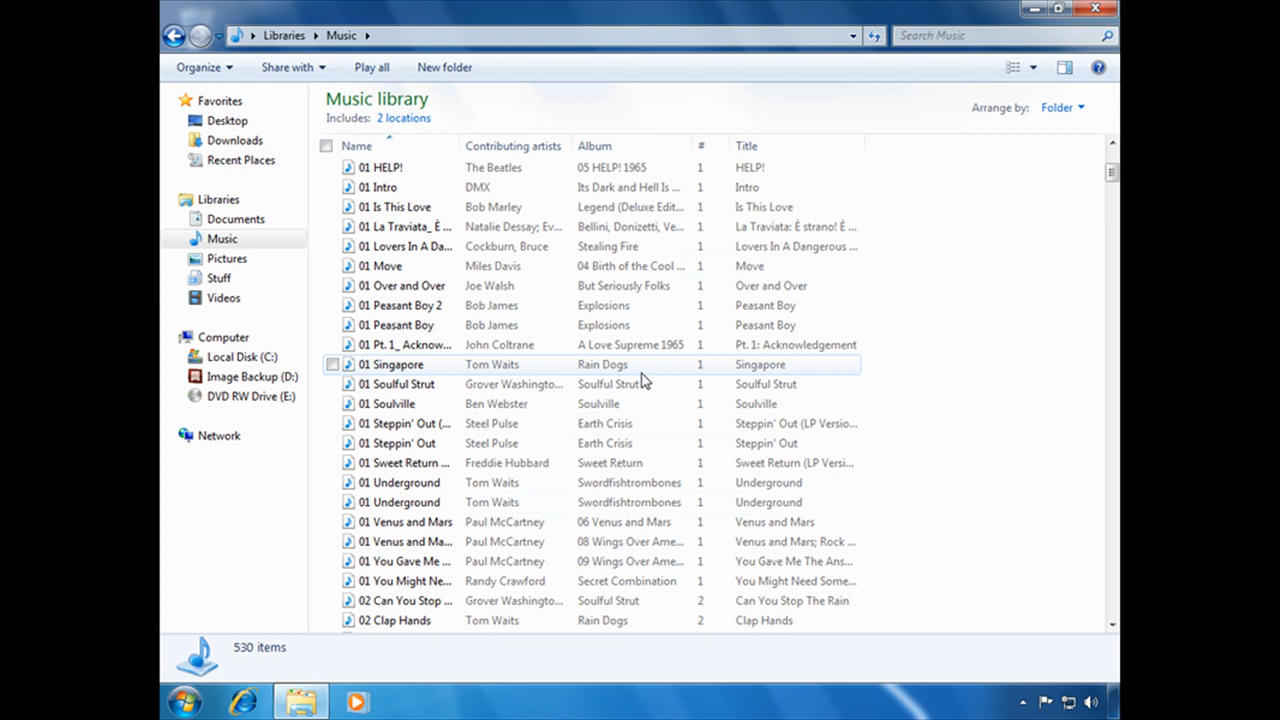 Libraries Music
Search Music
Organize Share with Play all New folder
Favorites
Desktop
Downloads
Recent Places
Libraries
Documents
Music
Pictures
Stuff
Videos
Computer
Local Disk (C:)
Image Backup (D:)
DVD RW Drive (E:)
Network
Music library
Includes: 2 locations
Arrange by: Folder
Name Contributing artists Album # Title
01 HELP! The Beatles 05 HELP! 1965 1 HELP!
01 Intro DMX Its Dark and Hell Is ... 1 Intro
01 Is This Love Bob Marley Legend (Deluxe Edit... 1 Is This Love
01 La Traviata_ È ... Natalie Dessay; Ev... Bellini, Donizetti, Ve... 1 La Traviata: È strano! È ...
01 Lovers In A Da... Cockburn, Bruce Stealing Fire 1 Lovers In A Dangerous ...
01 Move Miles Davis 04 Birth of the Cool ... 1 Move
01 Over and Over Joe Walsh But Seriously Folks 1 Over and Over
01 Peasant Boy 2 Bob James Explosions 1 Peasant Boy
01 Peasant Boy Bob James Explosions 1 Peasant Boy
01 Pt. 1_ Acknow... John Coltrane A Love Supreme 1965 1 Pt. 1: Acknowledgement
01 Singapore Tom Waits Rain Dogs 1 Singapore
01 Soulful Strut Grover Washingto... Soulful Strut 1 Soulful Strut
01 Soulville Ben Webster Soulville 1 Soulville
01 Steppin' Out (... Steel Pulse Earth Crisis 1 Steppin' Out (LP Versio...
01 Steppin' Out Steel Pulse Earth Crisis 1 Steppin' Out
01 Sweet Return ... Freddie Hubbard Sweet Return 1 Sweet Return (LP Versi...
01 Underground Tom Waits Swordfishtrombones 1 Underground
01 Underground Tom Waits Swordfishtrombones 1 Underground
01 Venus and Mars Paul McCartney 06 Venus and Mars 1 Venus and Mars
01 Venus and Ma... Paul McCartney 08 Wings Over Ame... 1 Venus and Mars; Rock ...
01 You Gave Me ... Paul McCartney 09 Wings Over Ame... 1 You Gave Me The Ans...
01 You Might Ne... Randy Crawford Secret Combination 1 You Might Need Some...
02 Can You Stop ... Grover Washingto... Soulful Strut 2 Can You Stop The Rain
02 Clap Hands Tom Waits Rain Dogs 2 Clap Hands
530 items